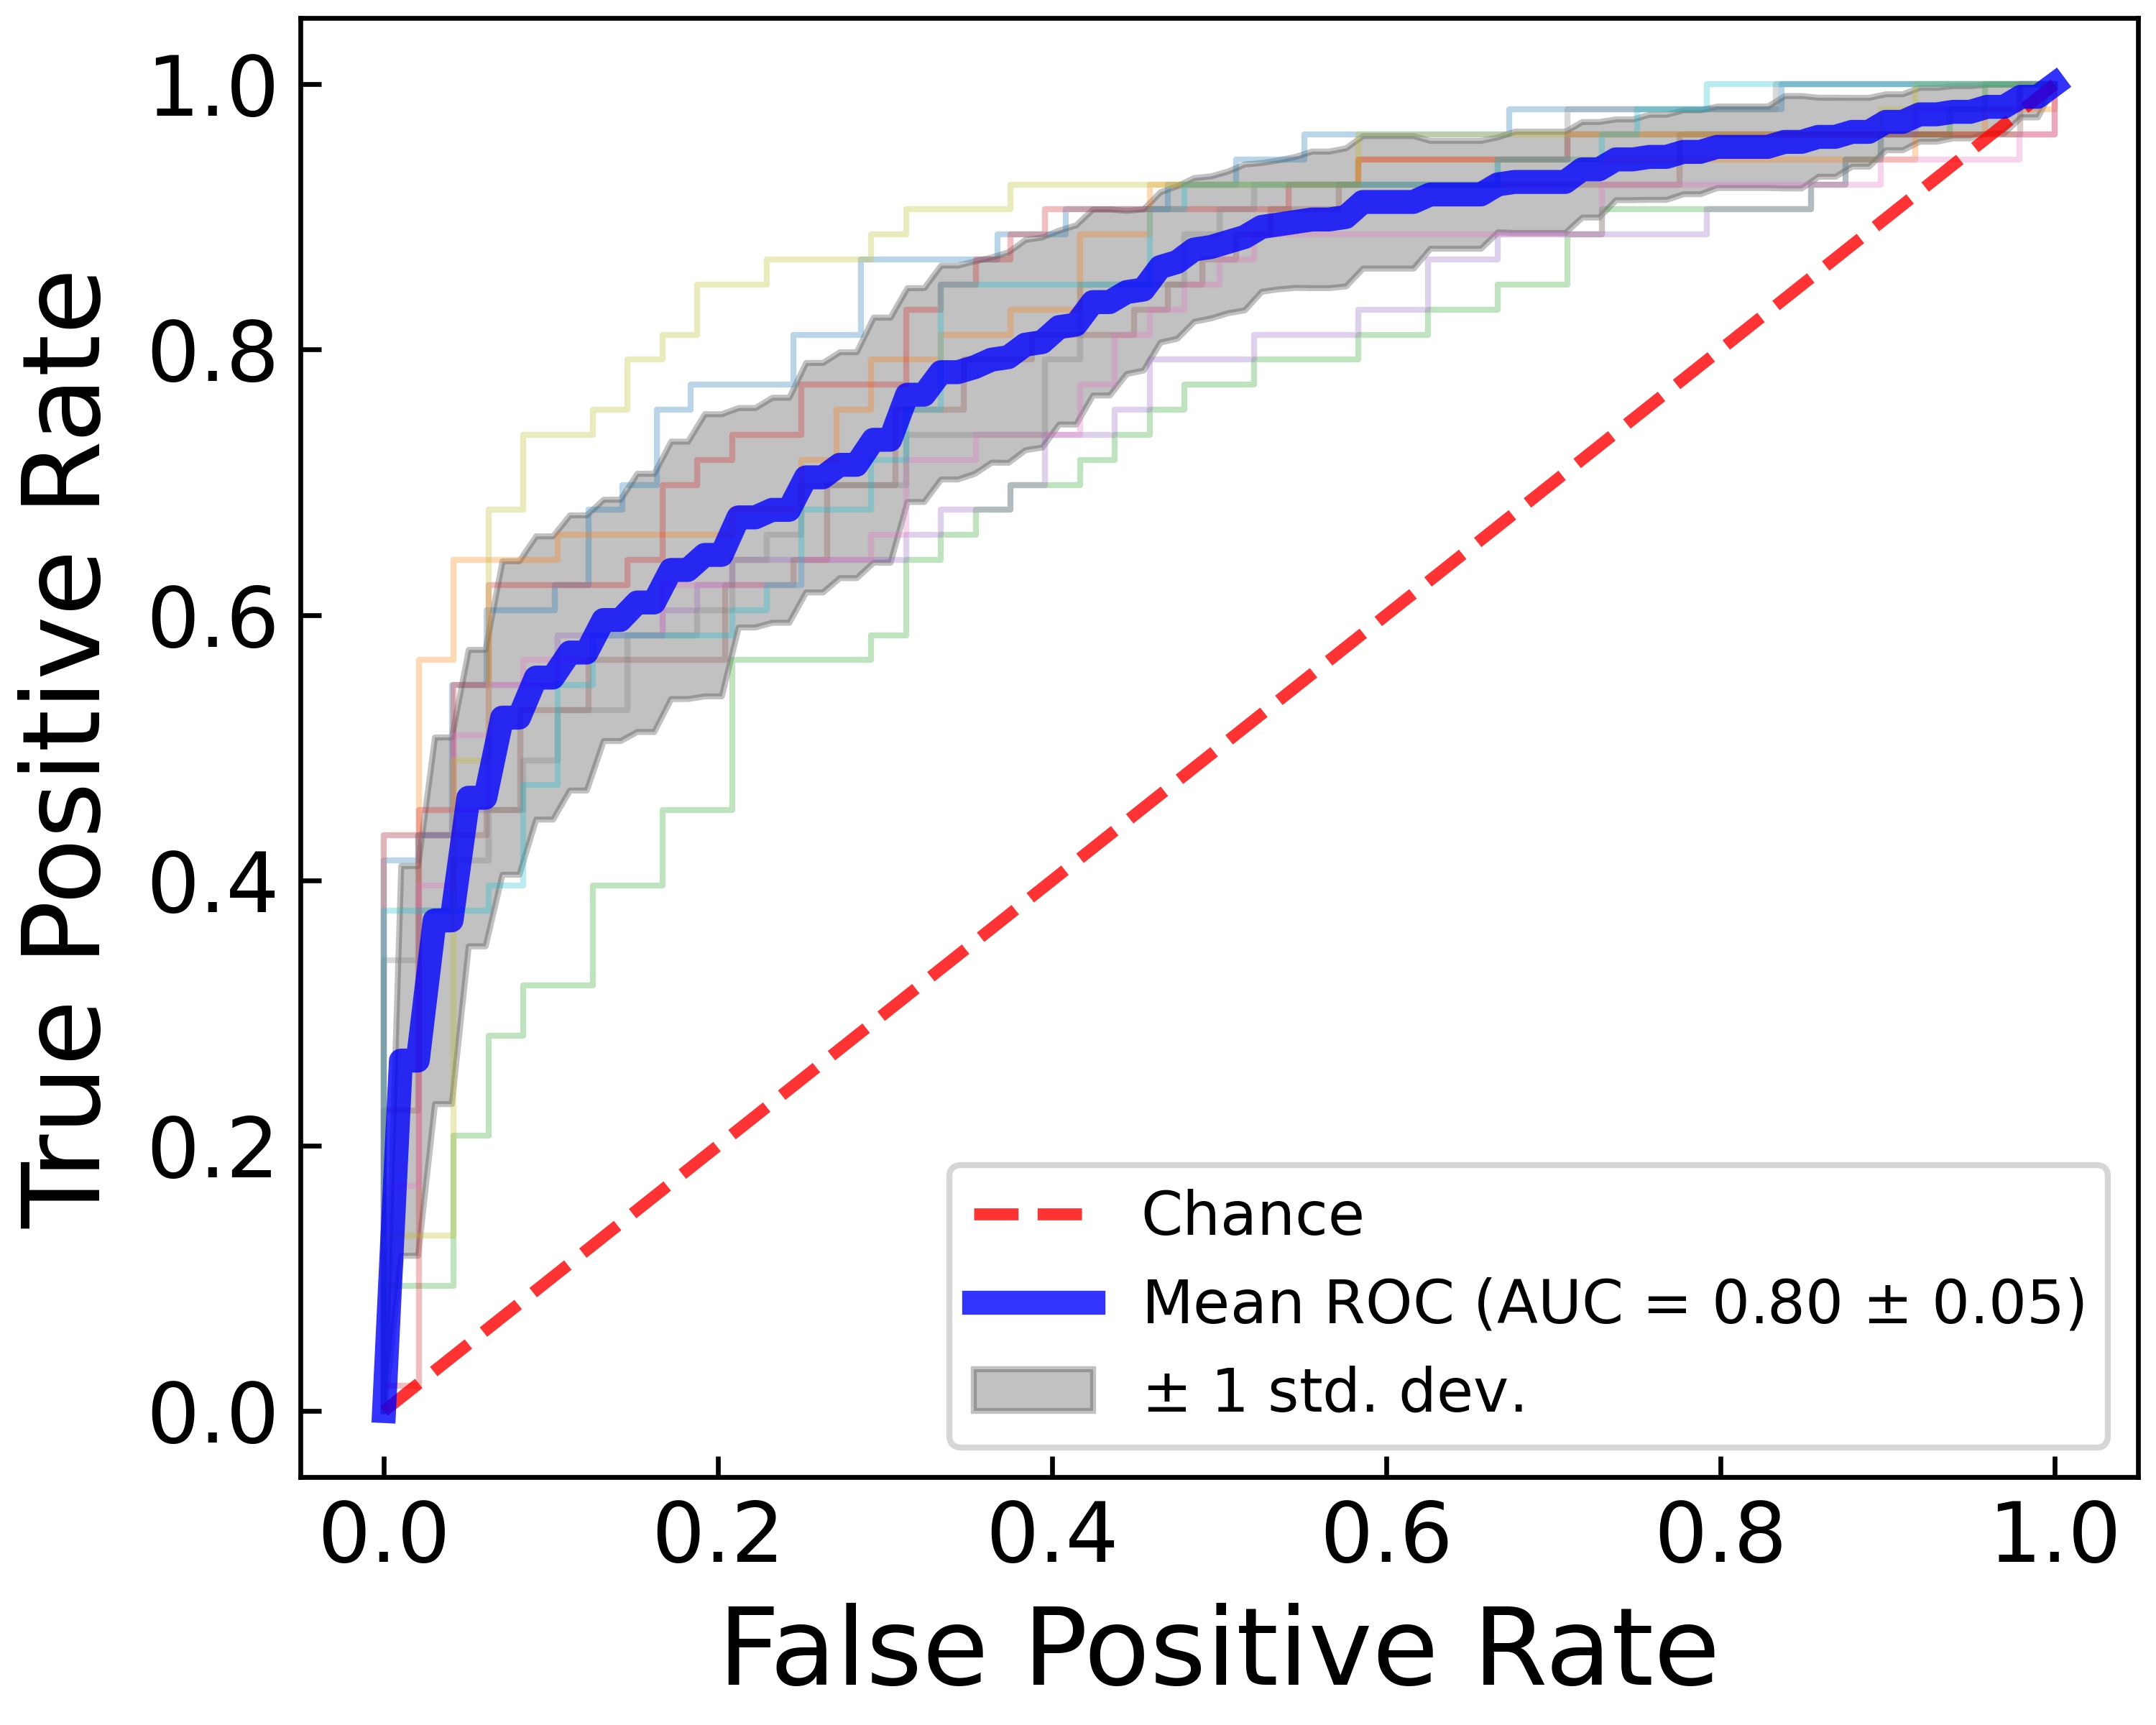 True Positive Rate
1.0
0.8
0.6
0.4
0.2
0.0
Chance
Mean ROC (AUC = 0.80 ± 0.05)
± 1 std. dev.
0.0 0.2 0.4 0.6 0.8 1.0
False Positive Rate